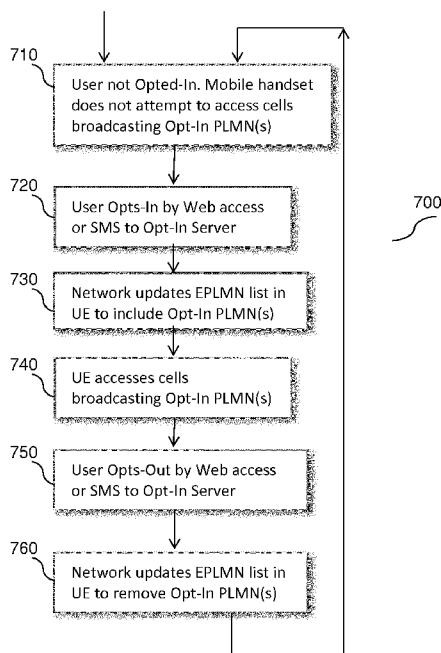 710
User not Opted-In. Mobile handset
does not attempt to access cells
broadcasting Opt-In PLMN(s)
720
User Opts-In by Web access
or SMS to Opt-In Server
700
730
Network updates EPLMN list in
UE to include Opt-In PLMN(s)
740
UE accesses cells
broadcasting Opt-In PLMN(s)
750
User Opts-Out by Web access
or SMS to Opt-In Server
760
Network updates EPLMN list in
UE to remove Opt-In PLMN(s)